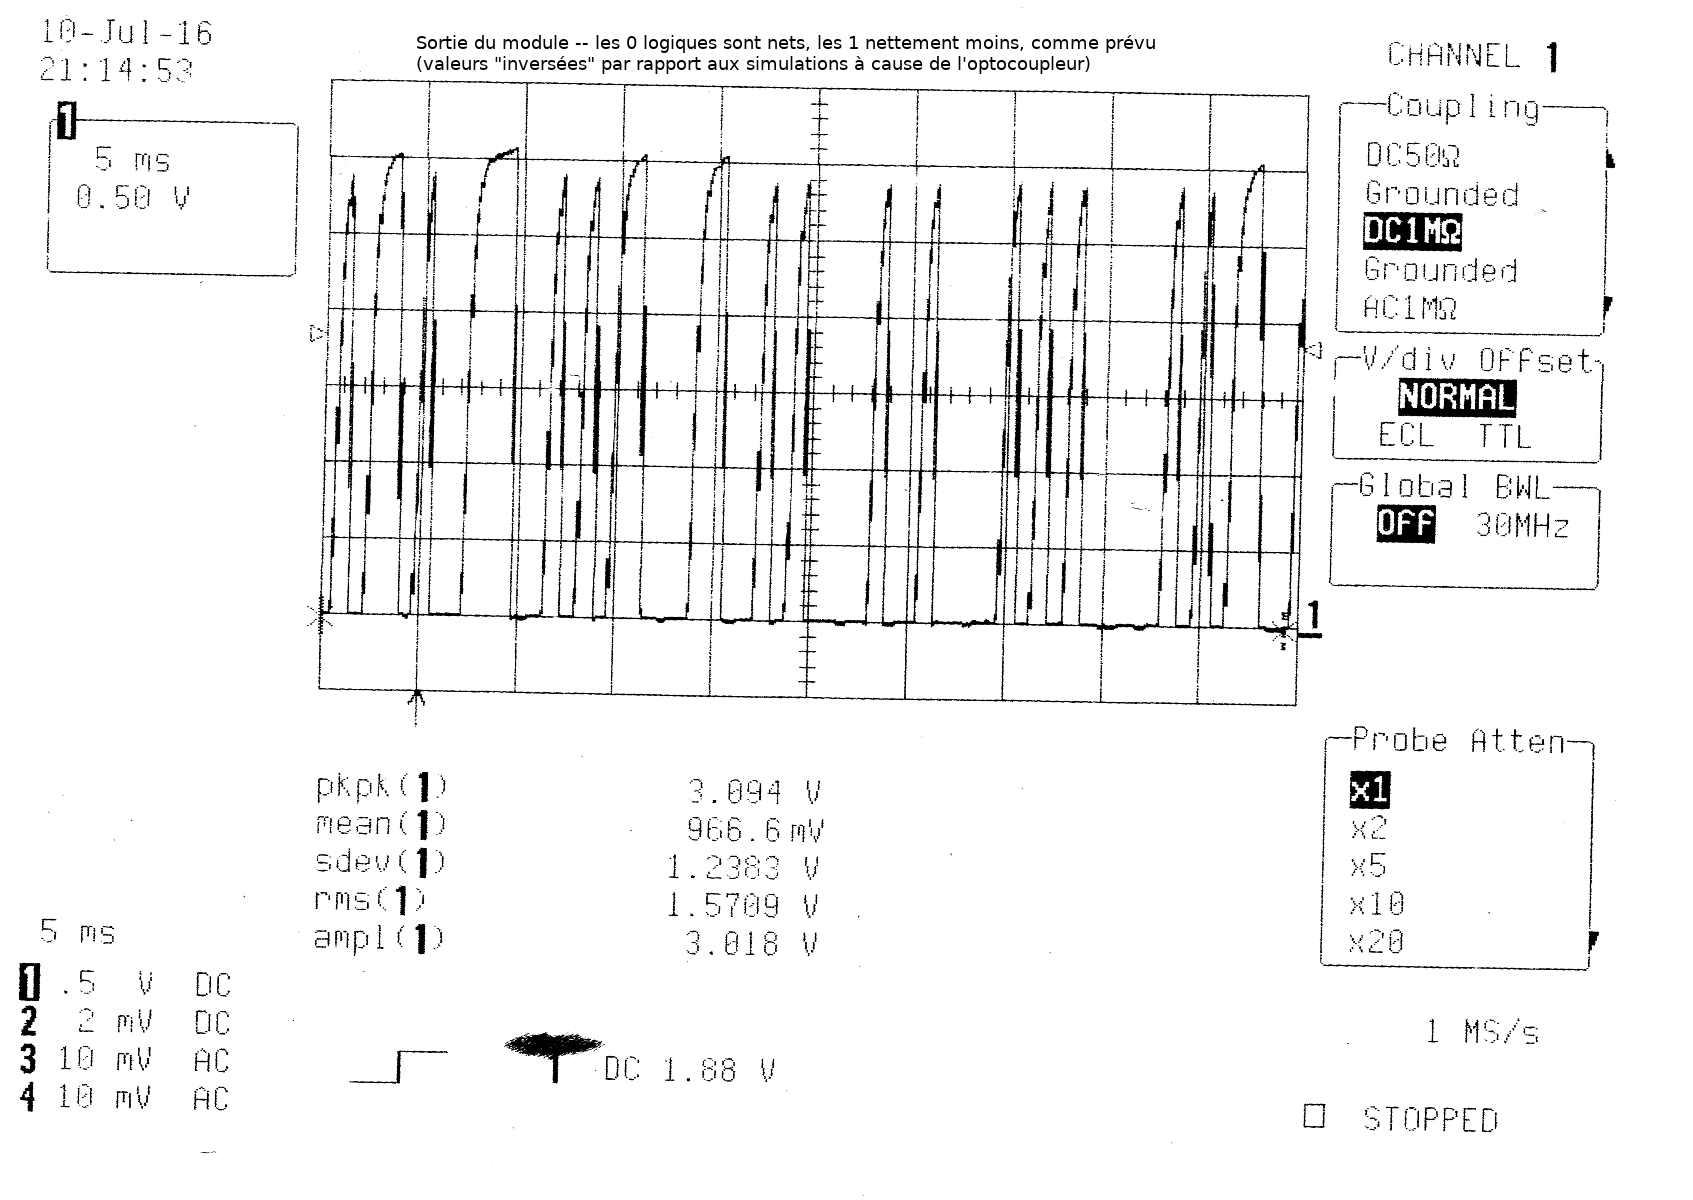 10-Jul-16
21:14:53
Sortie du module -- les 0 logiques sont nets, les 1 nettement moins, comme prévu
(valeurs "inversées" par rapport aux simulations à cause de l'optocoupleur)
CHANNEL 1
1
5 ms
0.50 V
Coupling
DC50Ω
Grounded
DC1MΩ
Grounded
AC1MΩ
V/div Offset
NORMAL
ECL TTL
Global BWL
Off 30MHz
1
Probe Atten
x1
x2
x5
x10
x20
pkpk(1) 3.094 V
mean(1) 966.6mV
sdev(1) 1.2383 V
rms(1) 1.5709 V
ampl(1) 3.018 V
5 ms
1 .5 V DC
2 2 mV DC
3 10 mV AC
4 10 mV AC
DC 1.88 V
1 MS/s
STOPPED